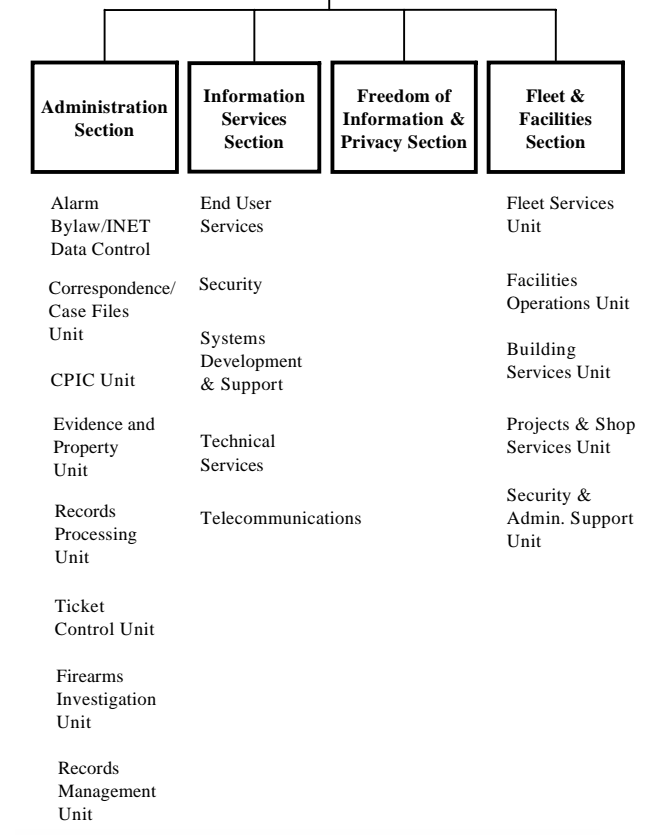 Administration
Section
Information
Services
Section
Freedom of
Information &
Privacy Section
Fleet &
Facilities
Section
Alarm
Bylaw/INET
Data Control
Correspondence/
Case Files
Unit
CPIC Unit
Evidence and
Property
Unit
Records
Processing
Unit
Ticket
Control Unit
Firearms
Investigation
Unit
Records
Management
Unit
End User
Services
Security
Systems
Development
& Support
Technical
Services
Telecommunications
Fleet Services
Unit
Facilities
Operations Unit
Building
Services Unit
Projects & Shop
Services Unit
Security &
Admin. Support
Unit